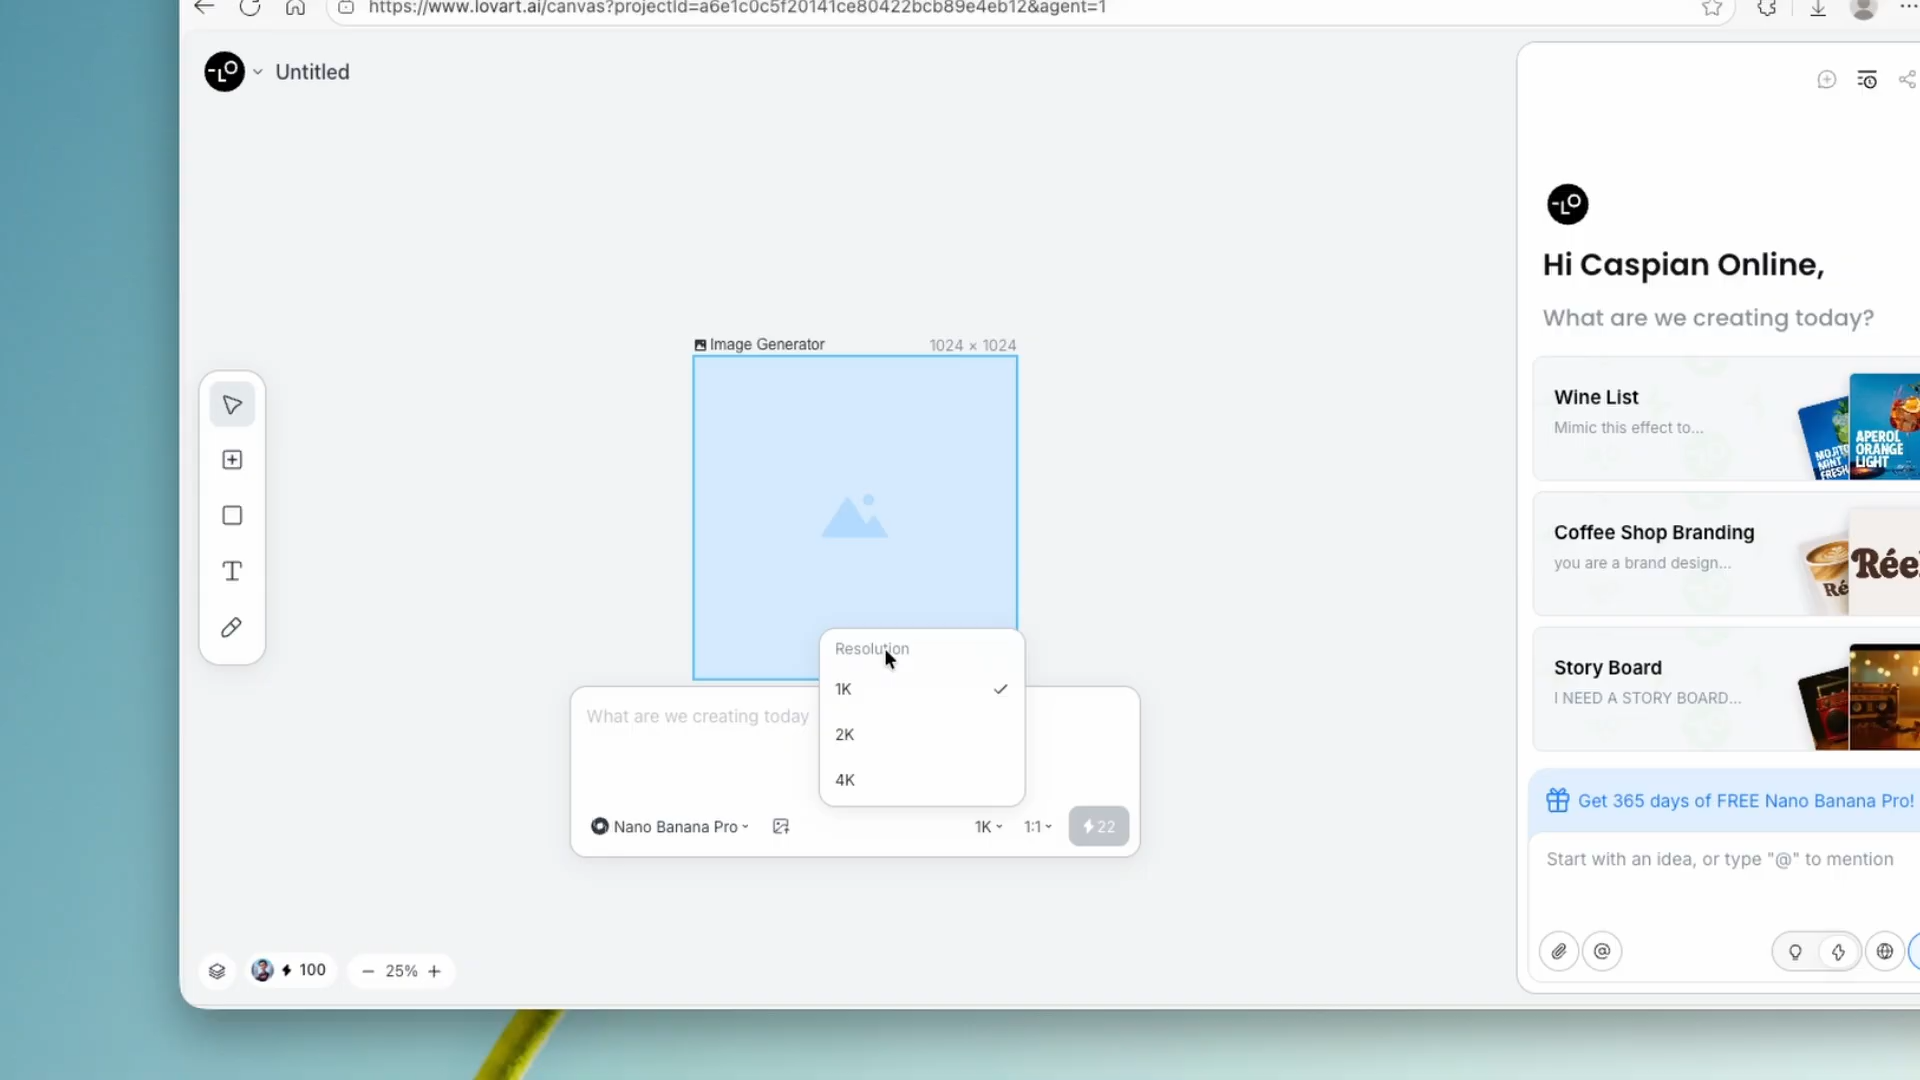 https://www.lovart.ai/canvas?projectId=a6e1c0c5f20141ce80422bcb89e4eb12&agent=1
Untitled
Hi Caspian Online,
What are we creating today?
Image Generator
1024 × 1024
Wine List
Mimic this effect to...
MOJITO
MINT
FRESH
APEROL
ORANGE
LIGHT
Coffee Shop Branding
you are a brand design...
Story Board
I NEED A STORY BOARD...
Resolution
1K
2K
4K
What are we creating today
Nano Banana Pro
1K
1:1
22
Get 365 days of FREE Nano Banana Pro!
Start with an idea, or type "@" to mention
100
25%